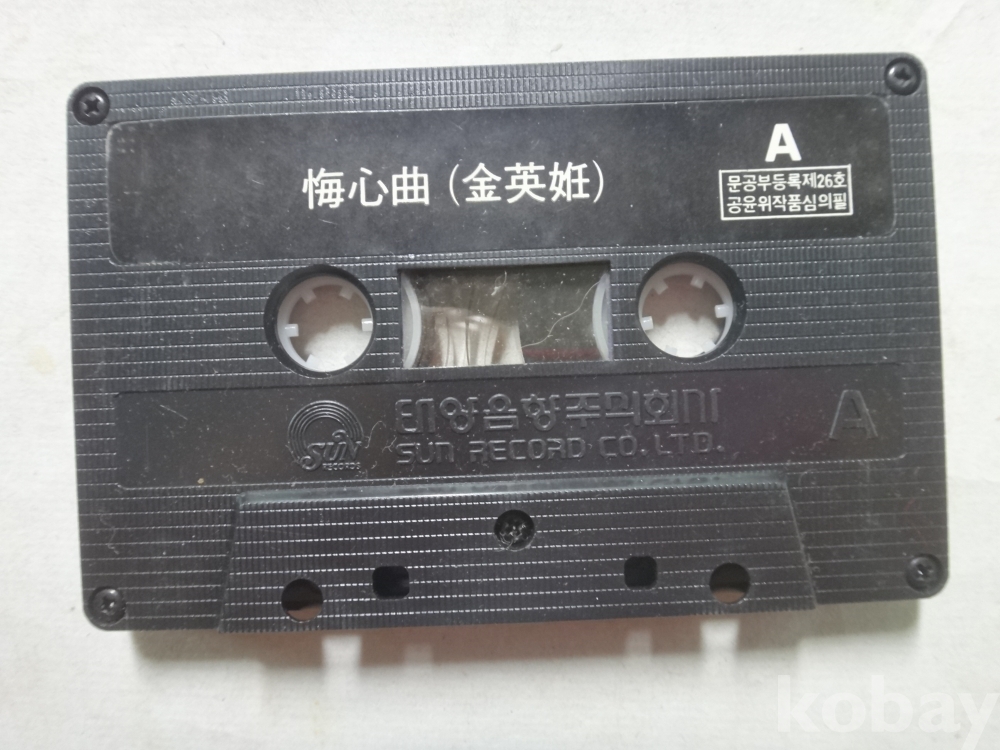 悔心曲 (金英姙)
A
문공부등록제26호
공윤위작품심의필
SUN
RECORDS
태양음향주식회사
SUN RECORD CO. LTD.
A
kobay